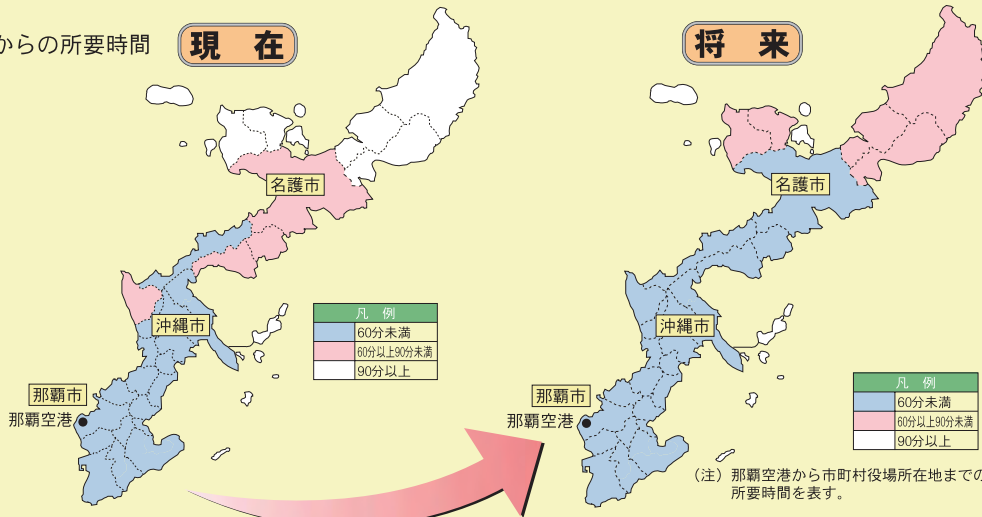 からの所要時間
現 在
将 来
名護市
沖縄市
那覇市
那覇空港
凡 例
60分未満
60分以上90分未満
90分以上
名護市
沖縄市
那覇市
那覇空港
凡 例
60分未満
60分以上90分未満
90分以上
（注）那覇空港から市町村役場所在地までの
所要時間を表す。